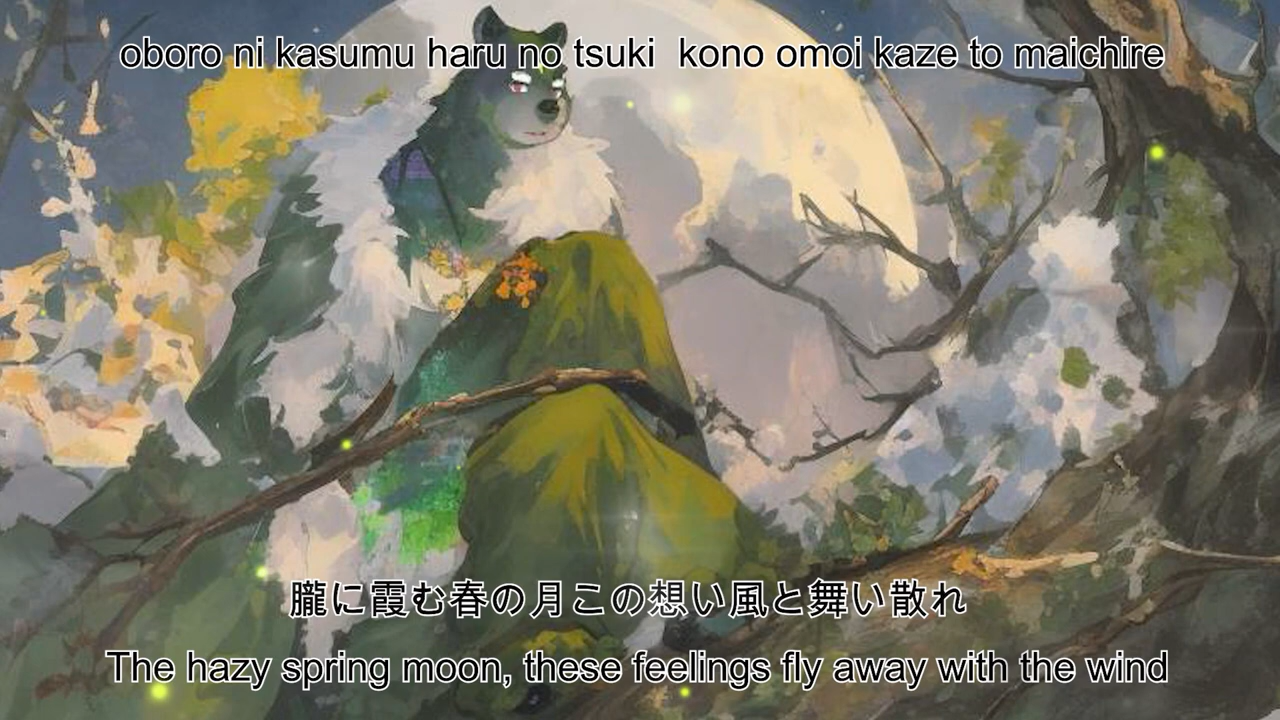 oboro ni kasumu haru no tsuki  kono omoi kaze to maichire
朧に霞む春の月この想い風と舞い散れ
The hazy spring moon, these feelings fly away with the wind